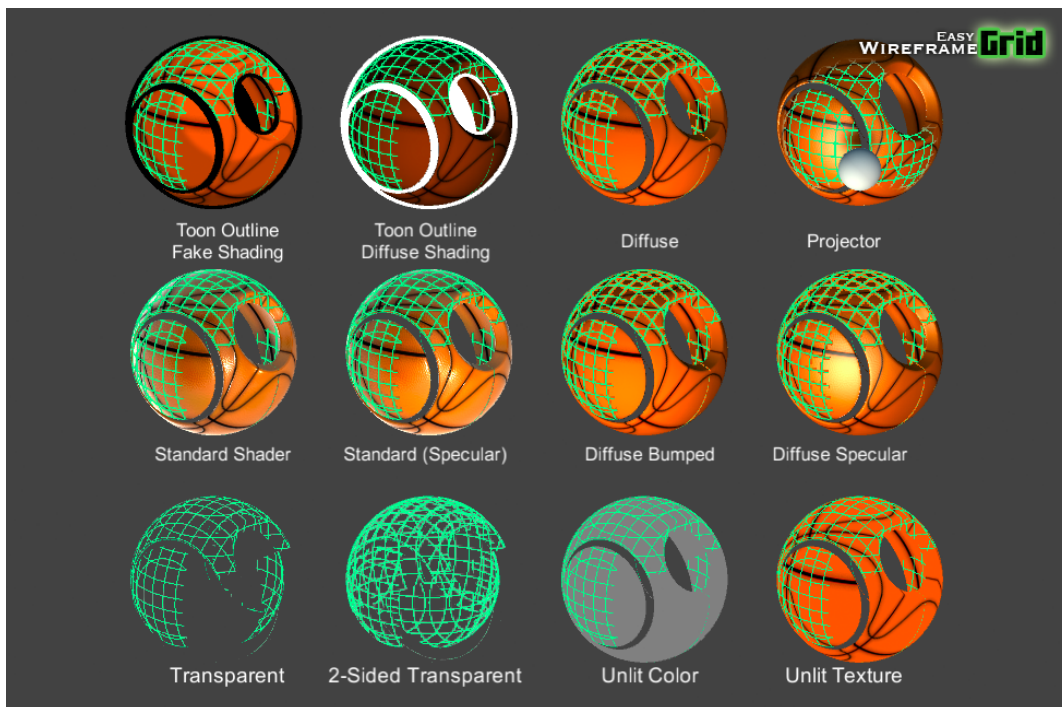 EASY
WIREFRAME Grid
Toon Outline
Fake Shading
Toon Outline
Diffuse Shading
Diffuse
Projector
Standard Shader
Standard (Specular)
Diffuse Bumped
Diffuse Specular
Transparent
2-Sided Transparent
Unlit Color
Unlit Texture